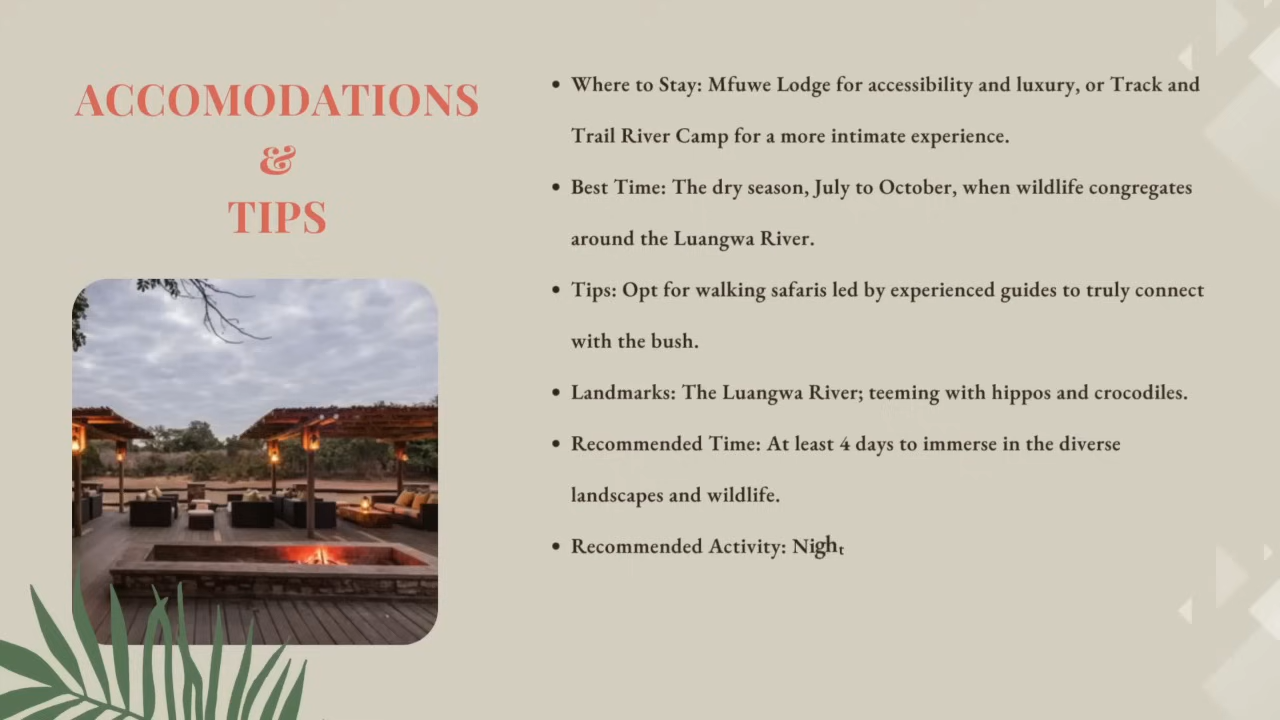 ACCOMODATIONS
&
TIPS
• Where to Stay: Mfuwe Lodge for accessibility and luxury, or Track and
Trail River Camp for a more intimate experience.
• Best Time: The dry season, July to October, when wildlife congregates
around the Luangwa River.
• Tips: Opt for walking safaris led by experienced guides to truly connect
with the bush.
• Landmarks: The Luangwa River; teeming with hippos and crocodiles.
• Recommended Time: At least 4 days to immerse in the diverse
landscapes and wildlife.
• Recommended Activity: Night